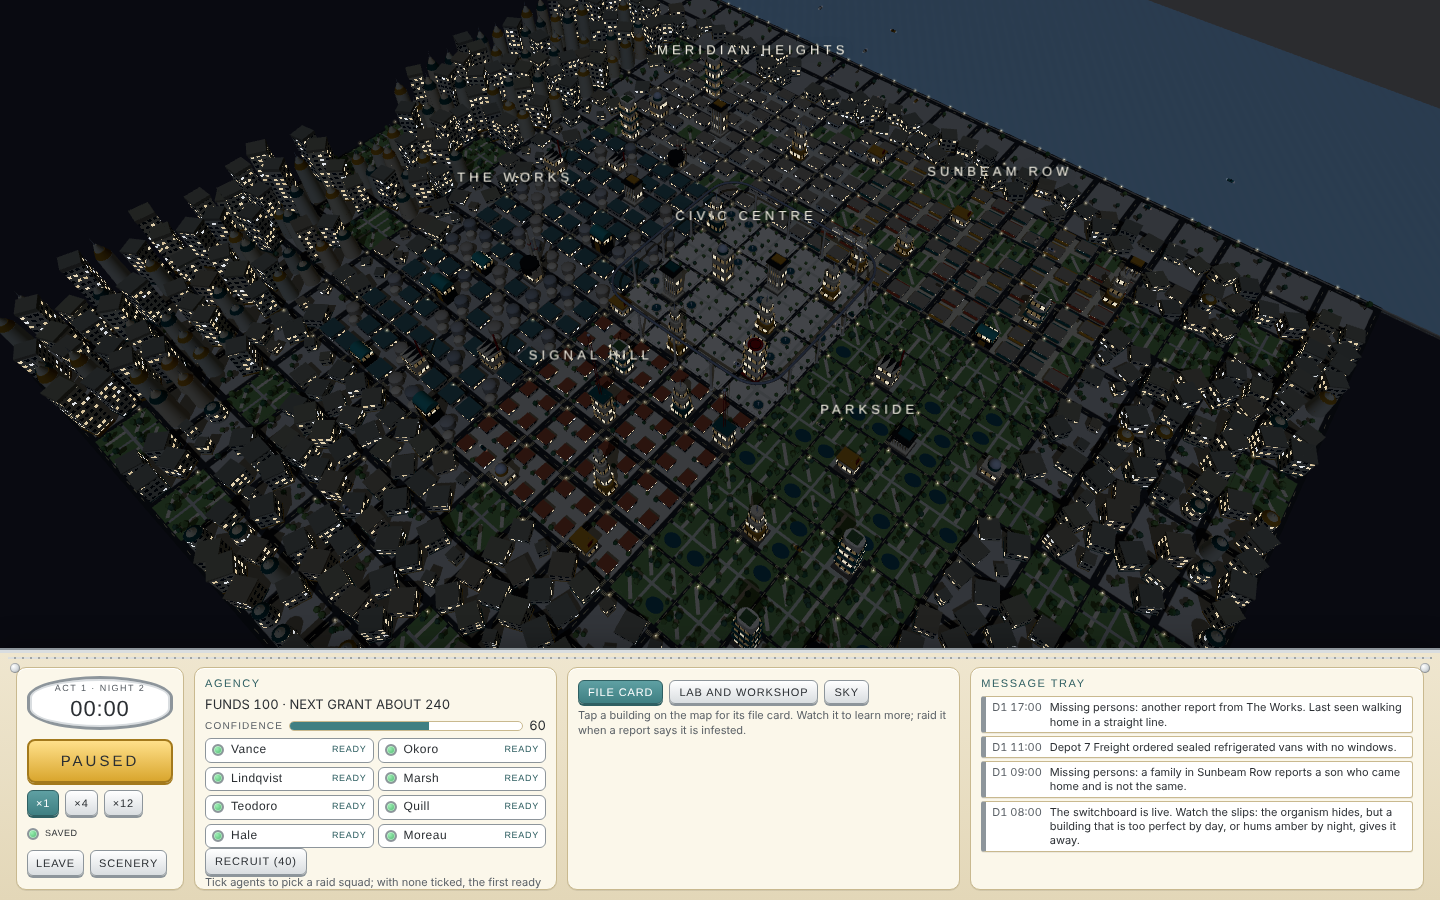 MERIDIAN HEIGHTS
THE WORKS
SUNBEAM ROW
CIVIC CENTRE
SIGNAL HILL
PARKSIDE
ACT 1 · NIGHT 2
00:00
PAUSED
×1
×4
×12
SAVED
LEAVE
SCENERY
AGENCY
FUNDS 100 · NEXT GRANT ABOUT 240
CONFIDENCE
60
Vance READY
Okoro READY
Lindqvist READY
Marsh READY
Teodoro READY
Quill READY
Hale READY
Moreau READY
RECRUIT (40)
Tick agents to pick a raid squad; with none ticked, the first ready
FILE CARD
LAB AND WORKSHOP
SKY
Tap a building on the map for its file card. Watch it to learn more; raid it
when a report says it is infested.
MESSAGE TRAY
D1 17:00 Missing persons: another report from The Works. Last seen walking
home in a straight line.
D1 11:00 Depot 7 Freight ordered sealed refrigerated vans with no windows.
D1 09:00 Missing persons: a family in Sunbeam Row reports a son who came
home and is not the same.
D1 08:00 The switchboard is live. Watch the slips: the organism hides, but a
building that is too perfect by day, or hums amber by night, gives it
away.